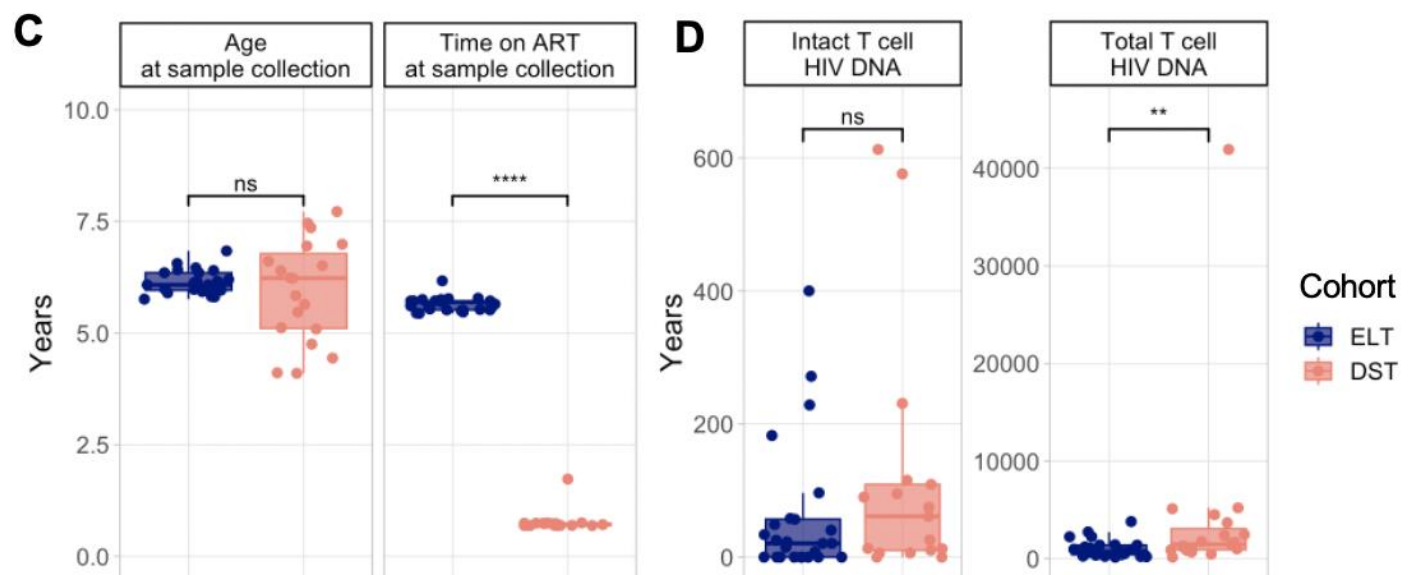 C
Age
at sample collection
Time on ART
at sample collection
Years
10.0
7.5
5.0
2.5
0.0
ns
****
D
Intact T cell
HIV DNA
Total T cell
HIV DNA
Years
600
400
200
0
ns
40000
30000
20000
10000
0
**
Cohort
ELT
DST